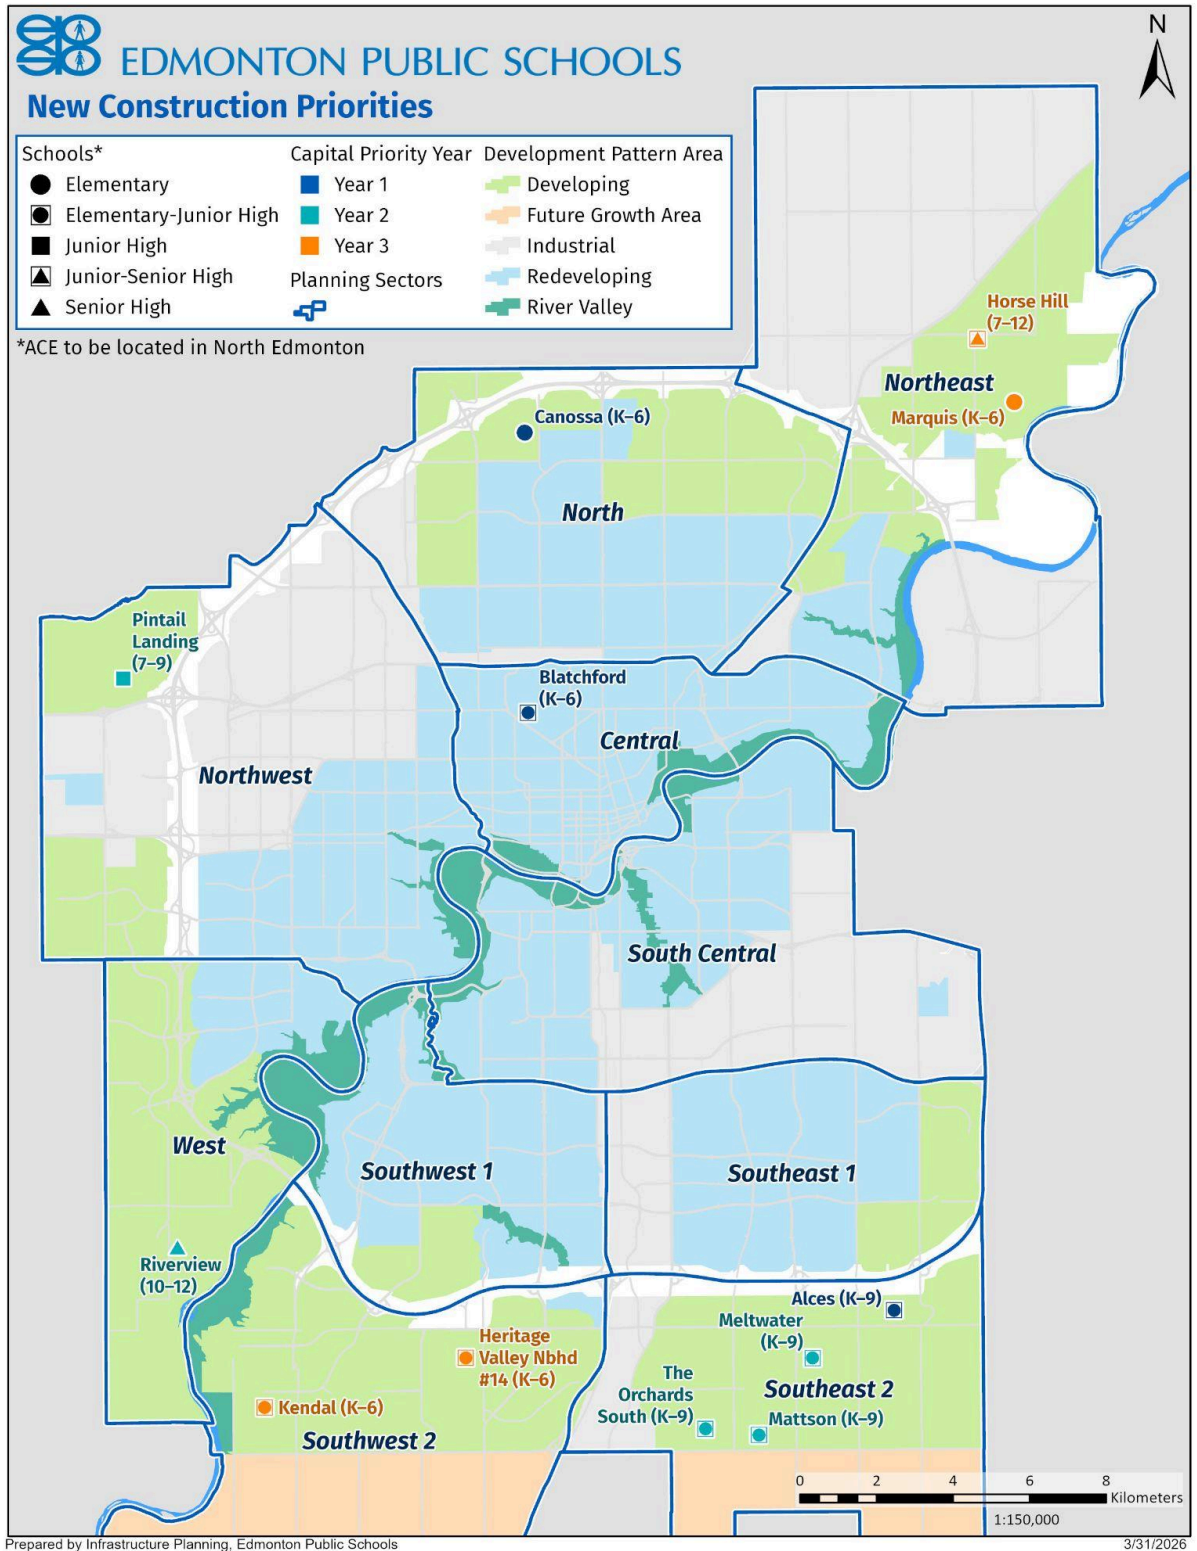 EDMONTON PUBLIC SCHOOLS
New Construction Priorities
N
Schools*
Elementary
Elementary-Junior High
Junior High
Junior-Senior High
Senior High
Capital Priority Year
Year 1
Year 2
Year 3
Planning Sectors
Development Pattern Area
Developing
Future Growth Area
Industrial
Redeveloping
River Valley
*ACE to be located in North Edmonton
Horse Hill
(7–12)
Northeast
Marquis (K–6)
Canossa (K–6)
North
Pintail
Landing
(7–9)
Blatchford
(K–6)
Central
Northwest
South Central
West
Southwest 1
Southeast 1
Riverview
(10–12)
Alces (K–9)
Meltwater
(K–9)
Heritage
Valley Nbhd
#14 (K–6)
The
Orchards
South (K–9)
Southeast 2
Mattson (K–9)
Kendal (K–6)
Southwest 2
0 2 4 6 8
Kilometers
1:150,000
Prepared by Infrastructure Planning, Edmonton Public Schools
3/31/2026